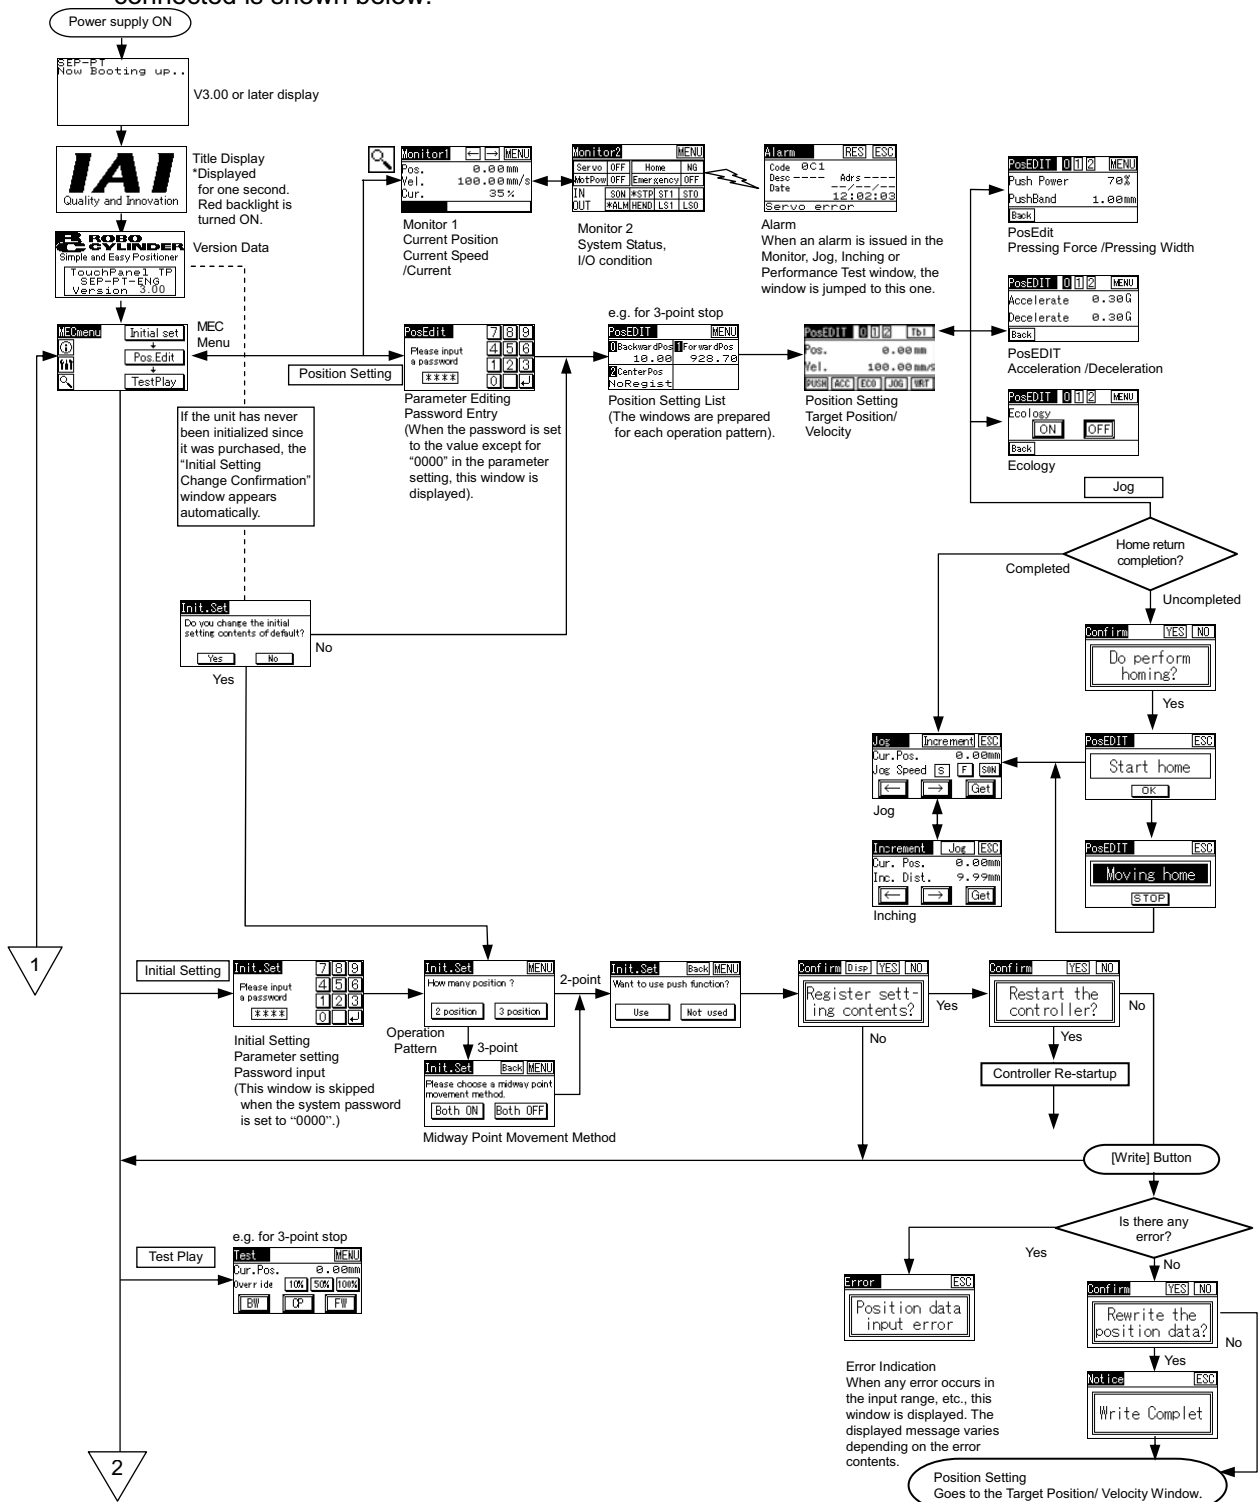 connected is shown below.
Power supply ON
SEP-PT
Now Booting up..
V3.00 or later display
IAI
Quality and Innovation
Title Display
*Displayed
for one second.
Red backlight is
turned ON.
RC ROBO
CYLINDER
Simple and Easy Positioner
TouchPanel TP
SEP-PT-ENG
Version 3.00
Version Data
MECmenu Initial set
Pos.Edit
TestPlay
MEC
Menu
Monitor1 ← → MENU
Pos. 0.00mm
Vel. 100.00mm/s
Cur. 35%
Monitor 1
Current Position
Current Speed
/Current
Monitor2 MENU
Servo OFF Home NG
MotPow OFF Emergency OFF
IN SON *STP ST1 ST0
OUT *ALM HEND LS1 LS0
Monitor 2
System Status,
I/O condition
Alarm RES ESC
Code 0C1
Desc ---- Adrs ----
Date --/--/--
12:02:03
Servo error
Alarm
When an alarm is issued in the
Monitor, Jog, Inching or
Performance Test window, the
window is jumped to this one.
PosEDIT 0 1 2 MENU
Push Power 70%
PushBand 1.00mm
Back
PosEdit
Pressing Force /Pressing Width
PosEDIT 0 1 2 MENU
Accelerate 0.30G
Decelerate 0.30G
Back
PosEDIT
Acceleration /Deceleration
PosEDIT 0 1 2 MENU
Ecology
ON OFF
Back
Ecology
Position Setting
PosEdit 7 8 9
Please input 4 5 6
a password 1 2 3
**** 0 . ↵
Parameter Editing
Password Entry
(When the password is set
to the value except for
“0000” in the parameter
setting, this window is
displayed).
e.g. for 3-point stop
PosEDIT MENU
0 BackwardPos 1 ForwardPos
10.00 928.70
2 CenterPos
NoRegist
Position Setting List
(The windows are prepared
for each operation pattern).
PosEDIT 0 1 2 Tbl
Pos. 0.00mm
Vel. 100.00mm/s
PUSH ACC ECO JOG WRT
Position Setting
Target Position/
Velocity
If the unit has never
been initialized since
it was purchased, the
“Initial Setting
Change Confirmation”
window appears
automatically.
Init.Set
Do you change the initial
setting contents of default?
Yes No
No
Yes
Jog
Home return
completion?
Completed
Uncompleted
Confirm YES NO
Do perform
homing?
Yes
PosEDIT ESC
Start home
OK
PosEDIT ESC
Moving home
STOP
Jog Increment ESC
Cur.Pos. 0.00mm
Jog Speed S F SON
← → Get
Jog
Increment Jog ESC
Cur. Pos. 0.00mm
Inc. Dist. 9.99mm
← → Get
Inching
1
Initial Setting
Init.Set 7 8 9
Please input 4 5 6
a password 1 2 3
**** 0 . ↵
Initial Setting
Parameter setting
Password input
(This window is skipped
when the system password
is set to “0000”.)
Init.Set MENU
How many position ?
2 position 3 position
Operation
Pattern
2-point
3-point
Init.Set Back MENU
Please choose a midway point
movement method.
Both ON Both OFF
Midway Point Movement Method
Init.Set Back MENU
Want to use push function?
Use Not used
Confirm Disp YES NO
Register sett-
ing contents?
Yes
No
Confirm YES NO
Restart the
controller?
No
Yes
Controller Re-startup
[Write] Button
Is there any
error?
Yes
No
Test Play
e.g. for 3-point stop
Test MENU
Cur.Pos. 0.00mm
Override 10% 50% 100%
BW CP FW
Error ESC
Position data
input error
Error Indication
When any error occurs in
the input range, etc., this
window is displayed. The
displayed message varies
depending on the error
contents.
Confirm YES NO
Rewrite the
position data?
No
Yes
Notice ESC
Write Complet
2
Position Setting
Goes to the Target Position/ Velocity Window.